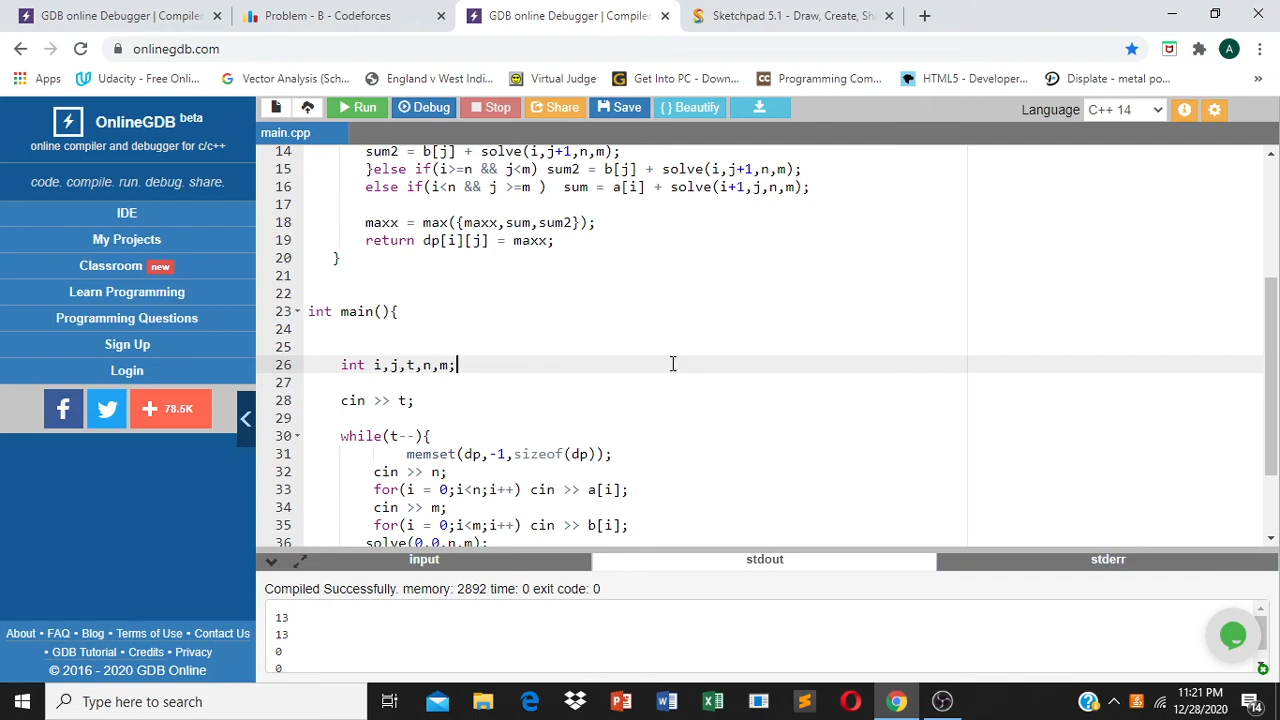 GDB online Debugger | Compiler
Problem - B - Codeforces
GDB online Debugger | Compiler
Sketchpad 5.1 - Draw, Create, Sh
onlinegdb.com
A
Apps
Udacity - Free Onli...
Vector Analysis (Sch...
England v West Indi...
Virtual Judge
Get Into PC - Down...
Programming Com...
HTML5 - Developer...
Displate - metal po...
»
OnlineGDB beta
online compiler and debugger for c/c++
code. compile. run. debug. share.
IDE
My Projects
Classroom new
Learn Programming
Programming Questions
Sign Up
Login
78.5K
About • FAQ • Blog • Terms of Use • Contact Us
• GDB Tutorial • Credits • Privacy
© 2016 - 2020 GDB Online
Run
Debug
Stop
Share
Save
{ } Beautify
Language C++ 14
main.cpp
14 sum2 = b[j] + solve(i,j+1,n,m);
15 }else if(i>=n && j<m) sum2 = b[j] + solve(i,j+1,n,m);
16 else if(i<n && j >=m ) sum = a[i] + solve(i+1,j,n,m);
17
18 maxx = max({maxx,sum,sum2});
19 return dp[i][j] = maxx;
20 }
21
22
23 int main(){
24
25
26 int i,j,t,n,m;
27
28 cin >> t;
29
30 while(t--){
31 memset(dp,-1,sizeof(dp));
32 cin >> n;
33 for(i = 0;i<n;i++) cin >> a[i];
34 cin >> m;
35 for(i = 0;i<m;i++) cin >> b[i];
36 solve(0,0,n,m);
input
stdout
stderr
Compiled Successfully. memory: 2892 time: 0 exit code: 0
13
13
0
0
Type here to search
11:21 PM
12/28/2020
14